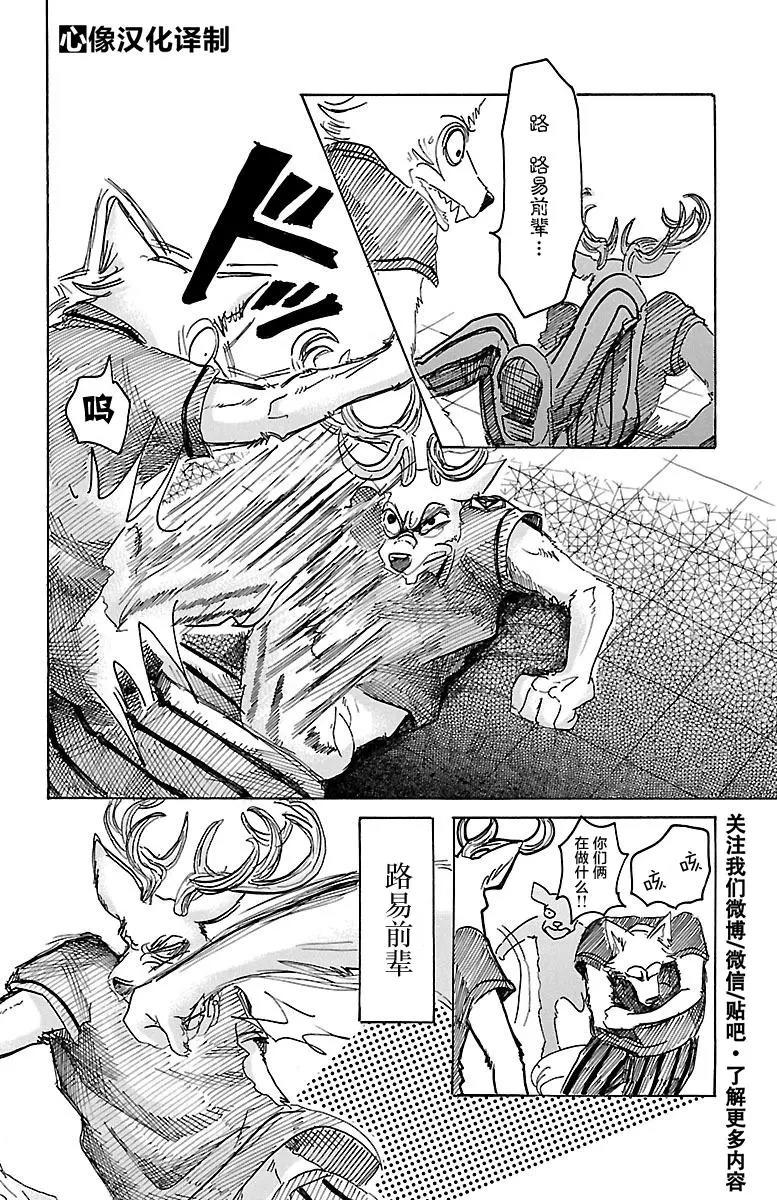 心像汉化译制
路
路易前辈…
ドッ
呜
咳
咳
你们俩
在做什么!!
路易前辈
关注我们微博/微信/贴吧·了解更多内容